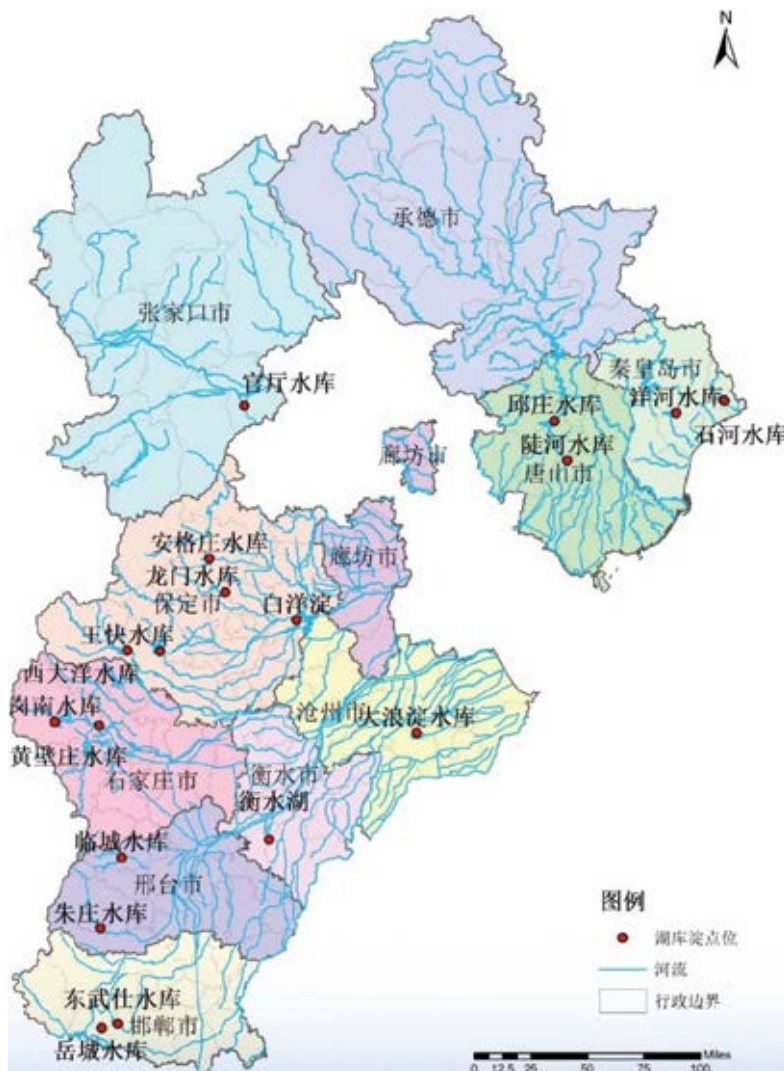 N
承德市
张家口市
官厅水库
秦皇岛市
洋河水库
石河水库
邱庄水库
陡河水库
唐山市
廊坊市
安格庄水库
廊坊市
龙门水库
保定市
白洋淀
王快水库
西大洋水库
岗南水库
黄壁庄水库
石家庄市
沧州市
大浪淀水库
衡水市
衡水湖
临城水库
邢台市
朱庄水库
东武仕水库
邯郸市
岳城水库
图例
湖库淀点位
河流
行政边界
Miles
0 12.5 25 50 75 100